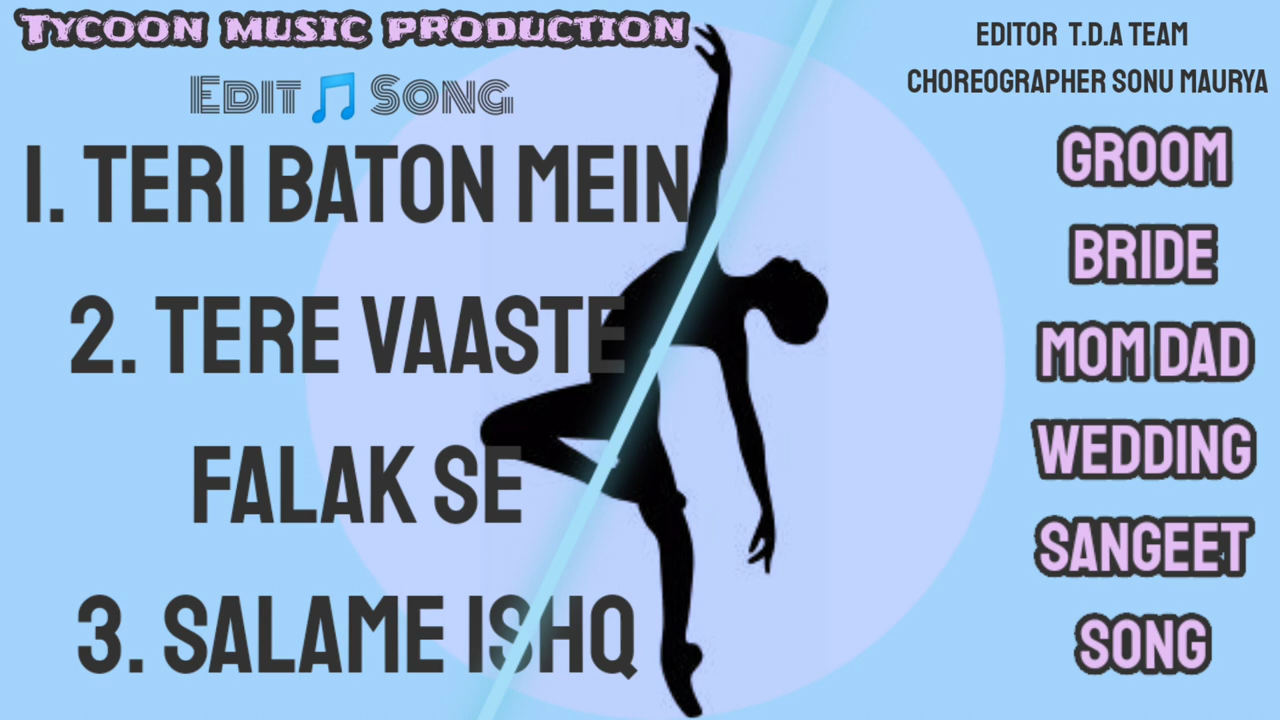 TYCOON MUSIC PRODUCTION
EDIT🎵SONG
1. TERI BATON MEIN
2. TERE VAASTE
FALAK SE
3. SALAME ISHQ
EDITOR T.D.A TEAM
CHOREOGRAPHER SONU MAURYA
GROOM
BRIDE
MOM DAD
WEDDING
SANGEET
SONG